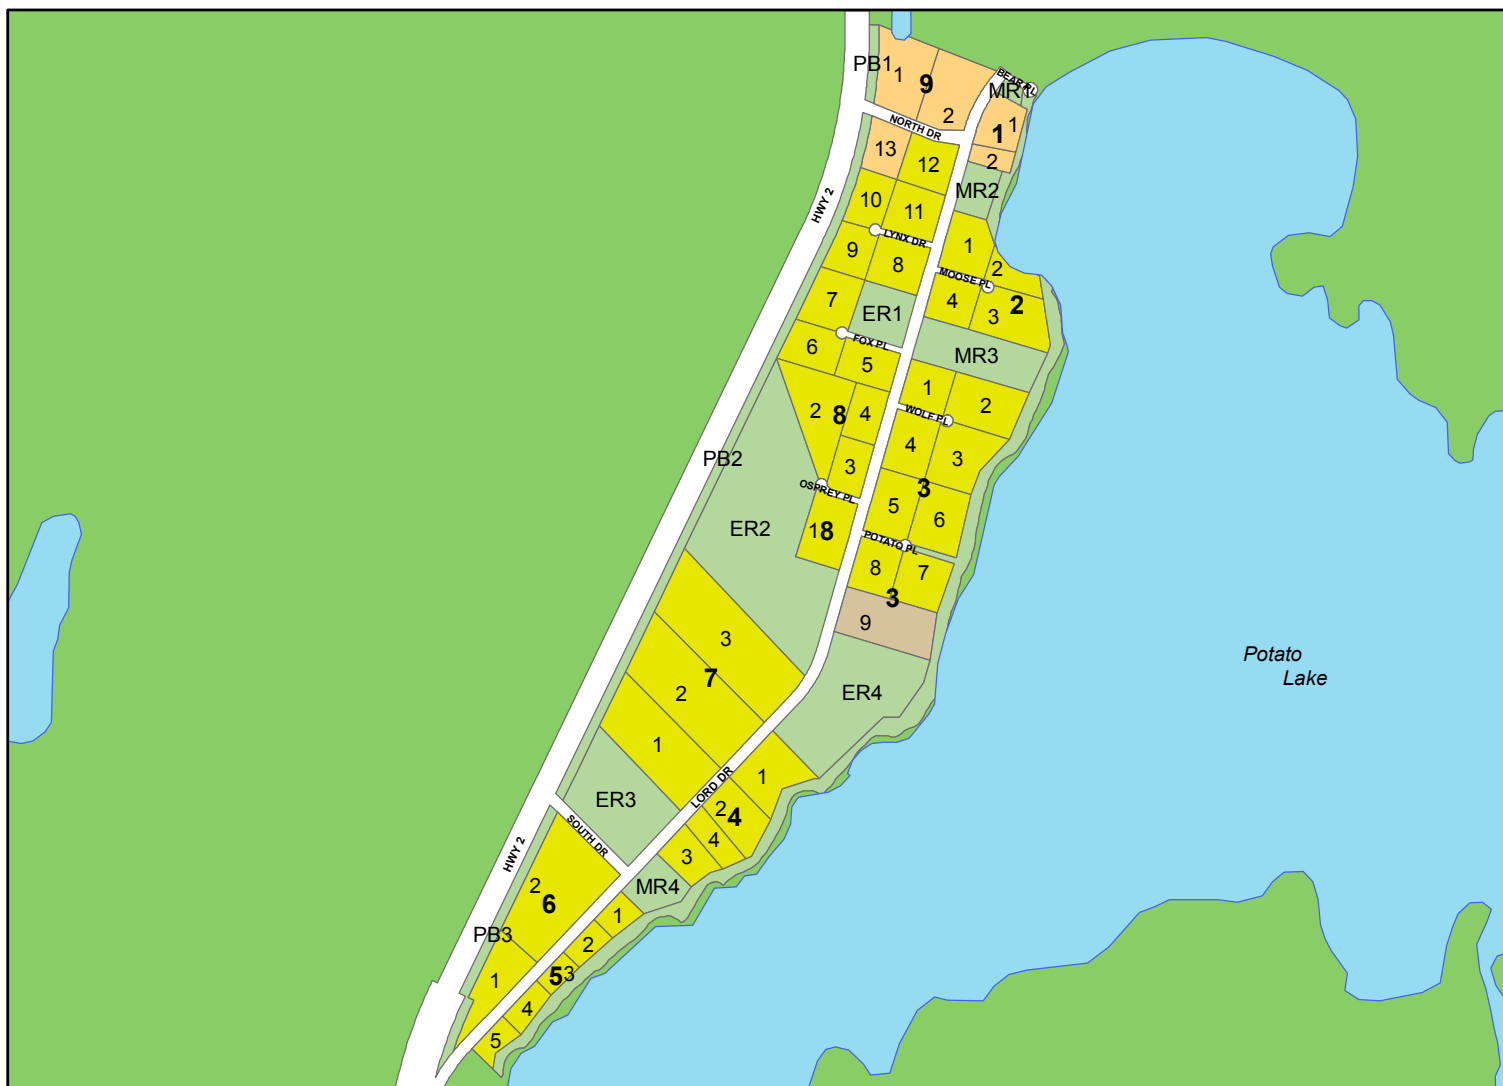 PB1
1
9
2
BEAR PL
MR1
1
1
2
NORTH DR
13
12
MR2
10
11
HWY 2
LYNX DR
9
8
1
2
MOOSE PL
7
ER1
4
3
2
FOX PL
6
5
MR3
1
2
2
8
4
WOLF PL
4
3
PB2
3
OSPREY PL
3
5
6
ER2
1
8
POTATO PL
8
7
3
9
Potato
Lake
3
7
2
ER4
1
LORD DR
1
ER3
2
4
4
3
SOUTH DR
HWY 2
MR4
2
6
1
PB3
2
1
5
3
4
5